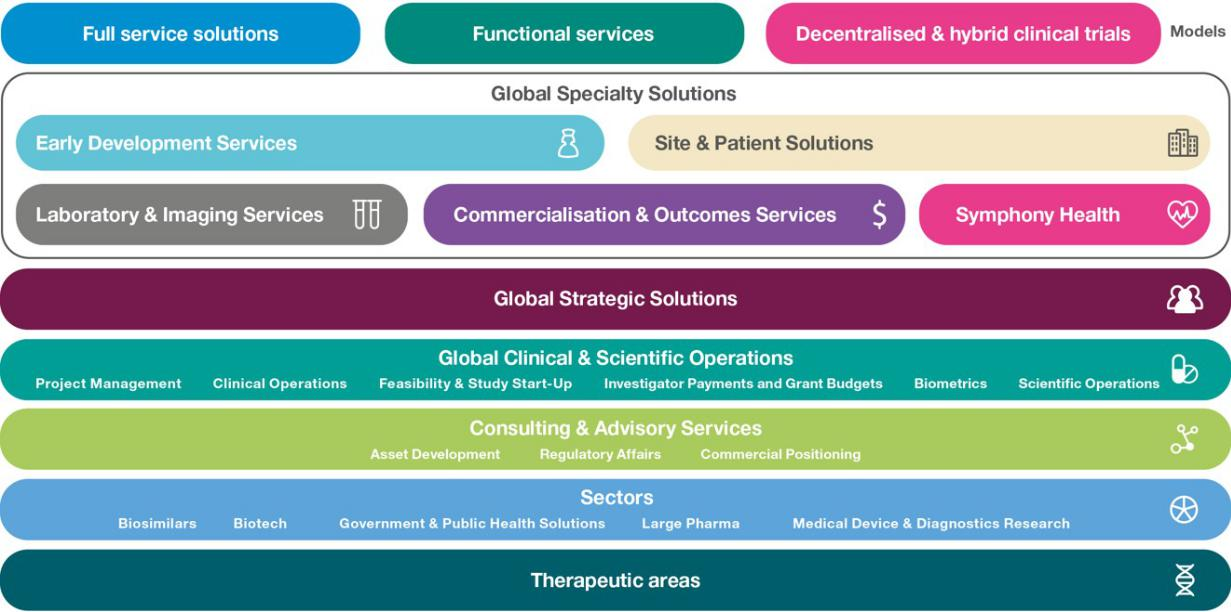 Full service solutions
Functional services
Decentralised & hybrid clinical trials
Models
Global Specialty Solutions
Early Development Services
Site & Patient Solutions
Laboratory & Imaging Services
Commercialisation & Outcomes Services
$
Symphony Health
Global Strategic Solutions
Global Clinical & Scientific Operations
Project Management Clinical Operations Feasibility & Study Start-Up Investigator Payments and Grant Budgets Biometrics Scientific Operations
Consulting & Advisory Services
Asset Development Regulatory Affairs Commercial Positioning
Sectors
Biosimilars Biotech Government & Public Health Solutions Large Pharma Medical Device & Diagnostics Research
Therapeutic areas